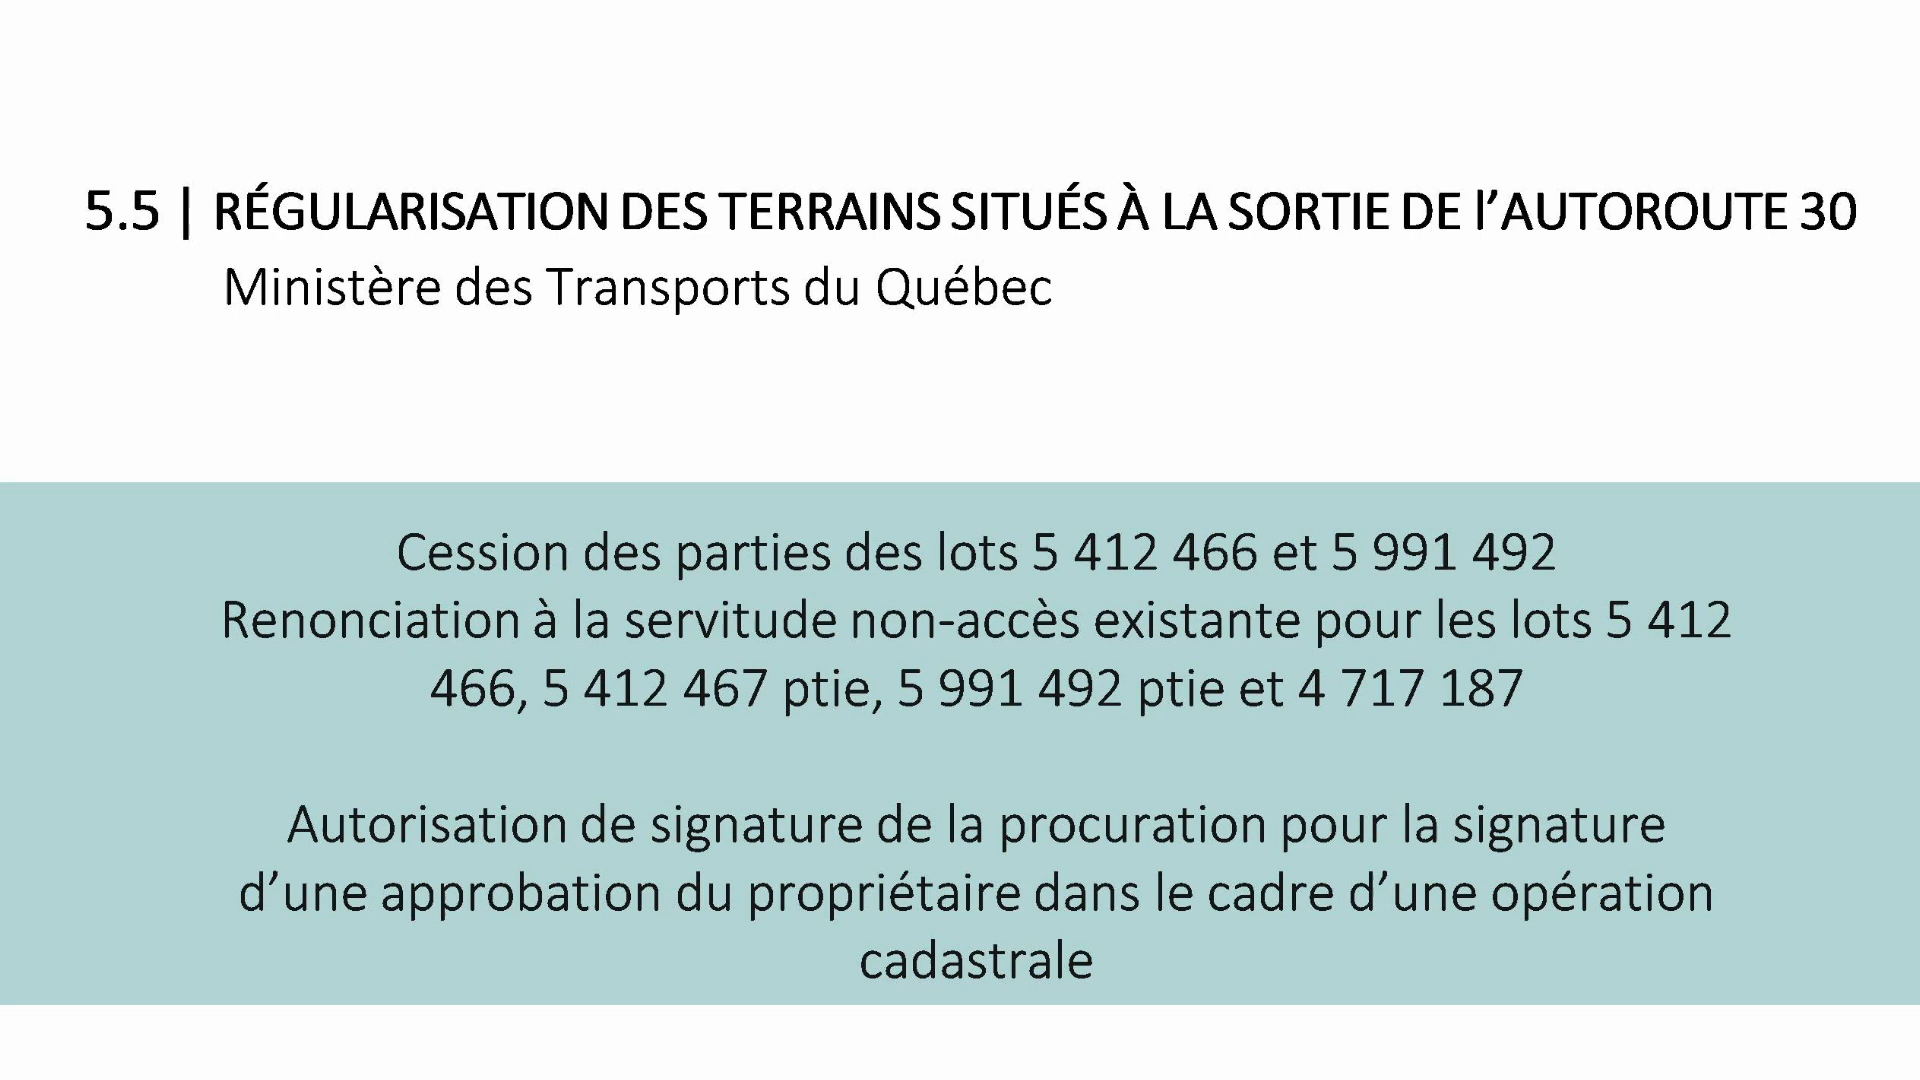 5.5 | RÉGULARISATION DES TERRAINS SITUÉS À LA SORTIE DE l’AUTOROUTE 30
Ministère des Transports du Québec
Cession des parties des lots 5 412 466 et 5 991 492
Renonciation à la servitude non-accès existante pour les lots 5 412
466, 5 412 467 ptie, 5 991 492 ptie et 4 717 187
Autorisation de signature de la procuration pour la signature
d’une approbation du propriétaire dans le cadre d’une opération
cadastrale